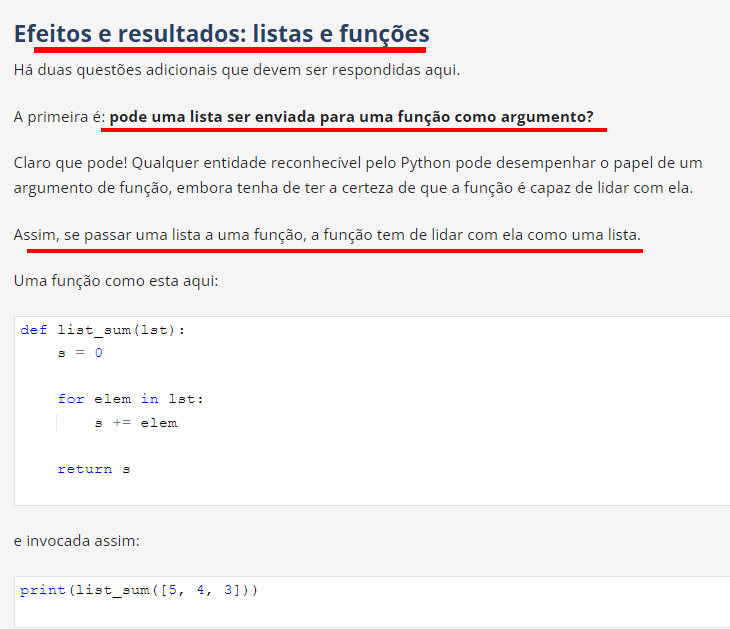 Efeitos e resultados: listas e funções
Há duas questões adicionais que devem ser respondidas aqui.
A primeira é: pode uma lista ser enviada para uma função como argumento?
Claro que pode! Qualquer entidade reconhecível pelo Python pode desempenhar o papel de um
argumento de função, embora tenha de ter a certeza de que a função é capaz de lidar com ela.
Assim, se passar uma lista a uma função, a função tem de lidar com ela como uma lista.
Uma função como esta aqui:
def list_sum(lst):
    s = 0
    for elem in lst:
        s += elem
    return s
e invocada assim:
print(list_sum([5, 4, 3]))